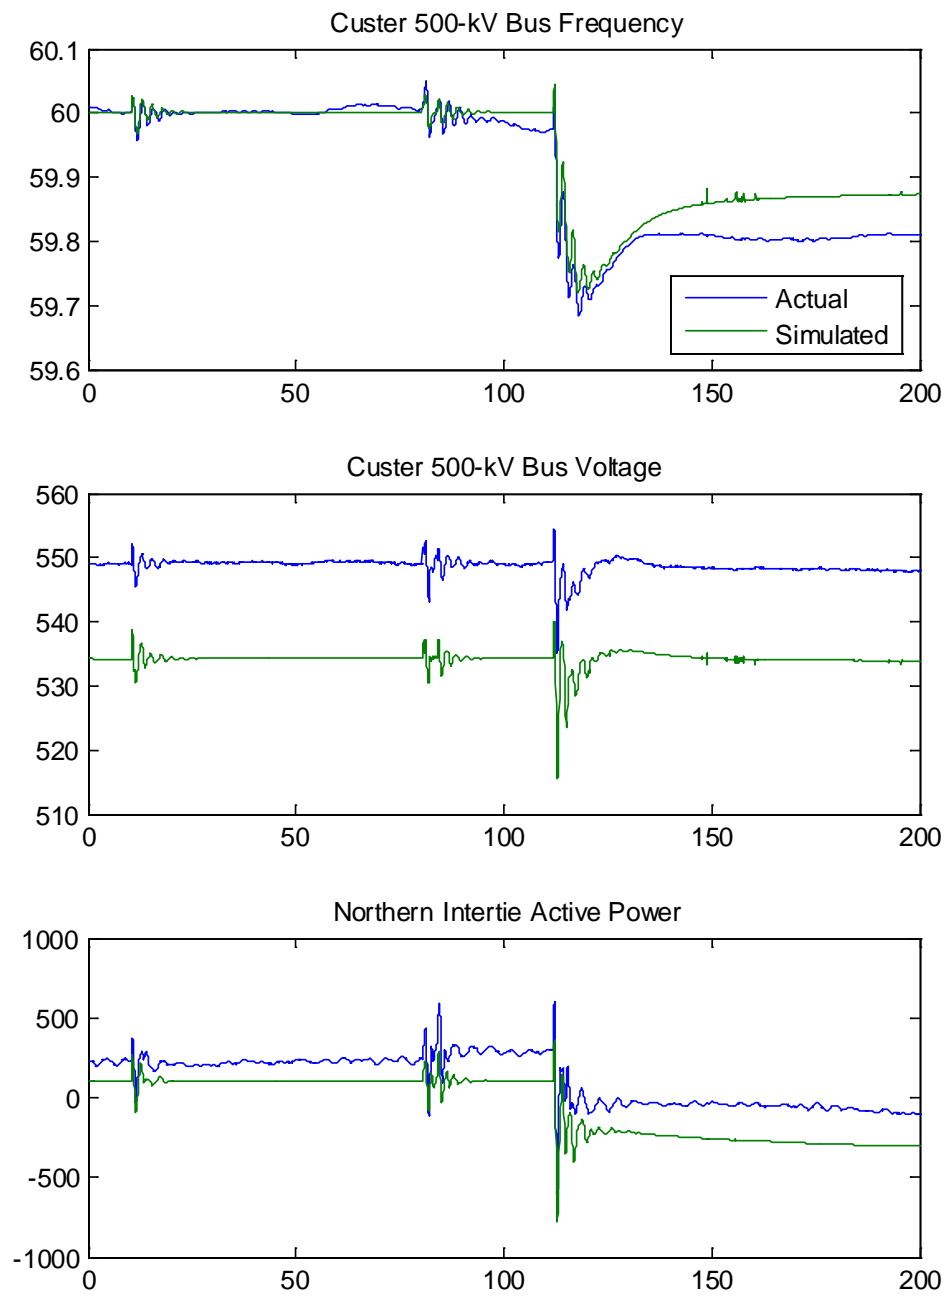 Custer 500-kV Bus Frequency
60.1
60
59.9
59.8
59.7
59.6
Actual
Simulated
0 50 100 150 200
Custer 500-kV Bus Voltage
560
550
540
530
520
510
0 50 100 150 200
Northern Intertie Active Power
1000
500
0
-500
-1000
0 50 100 150 200